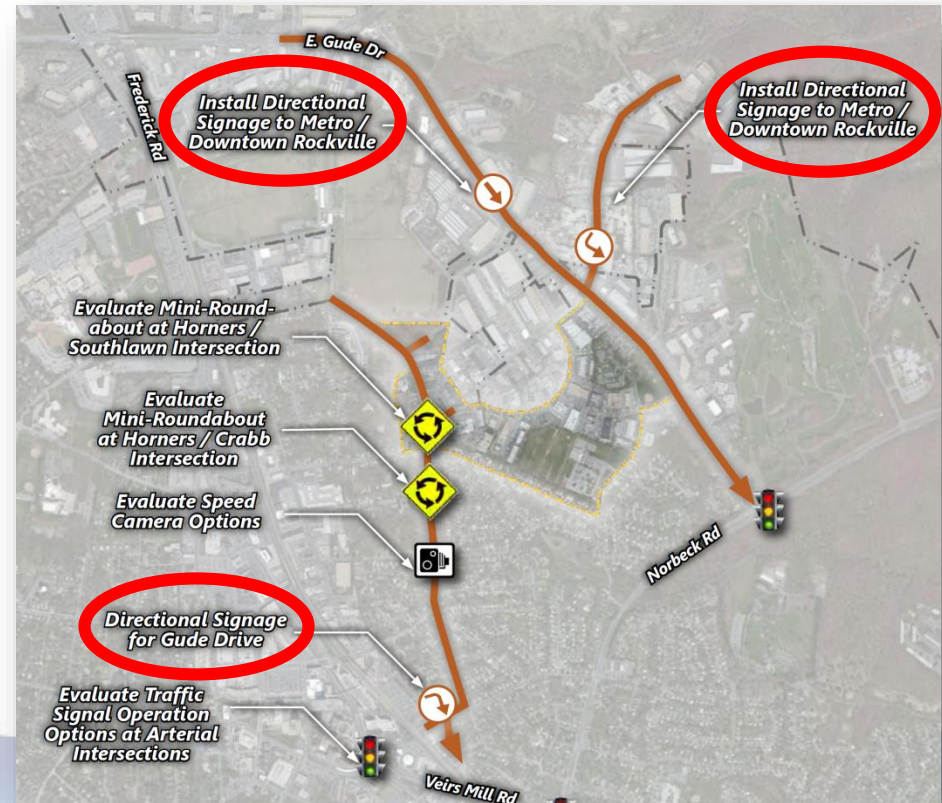 E. Gude Dr
Frederick Rd
Install Directional
Signage to Metro /
Downtown Rockville
Install Directional
Signage to Metro /
Downtown Rockville
Evaluate Mini-Round-
about at Horners /
Southlawn Intersection
Evaluate
Mini-Roundabout
at Horners / Crabb
Intersection
Evaluate Speed
Camera Options
Norbeck Rd
Directional Signage
for Gude Drive
Evaluate Traffic
Signal Operation
Options at Arterial
Intersections
Veirs Mill Rd